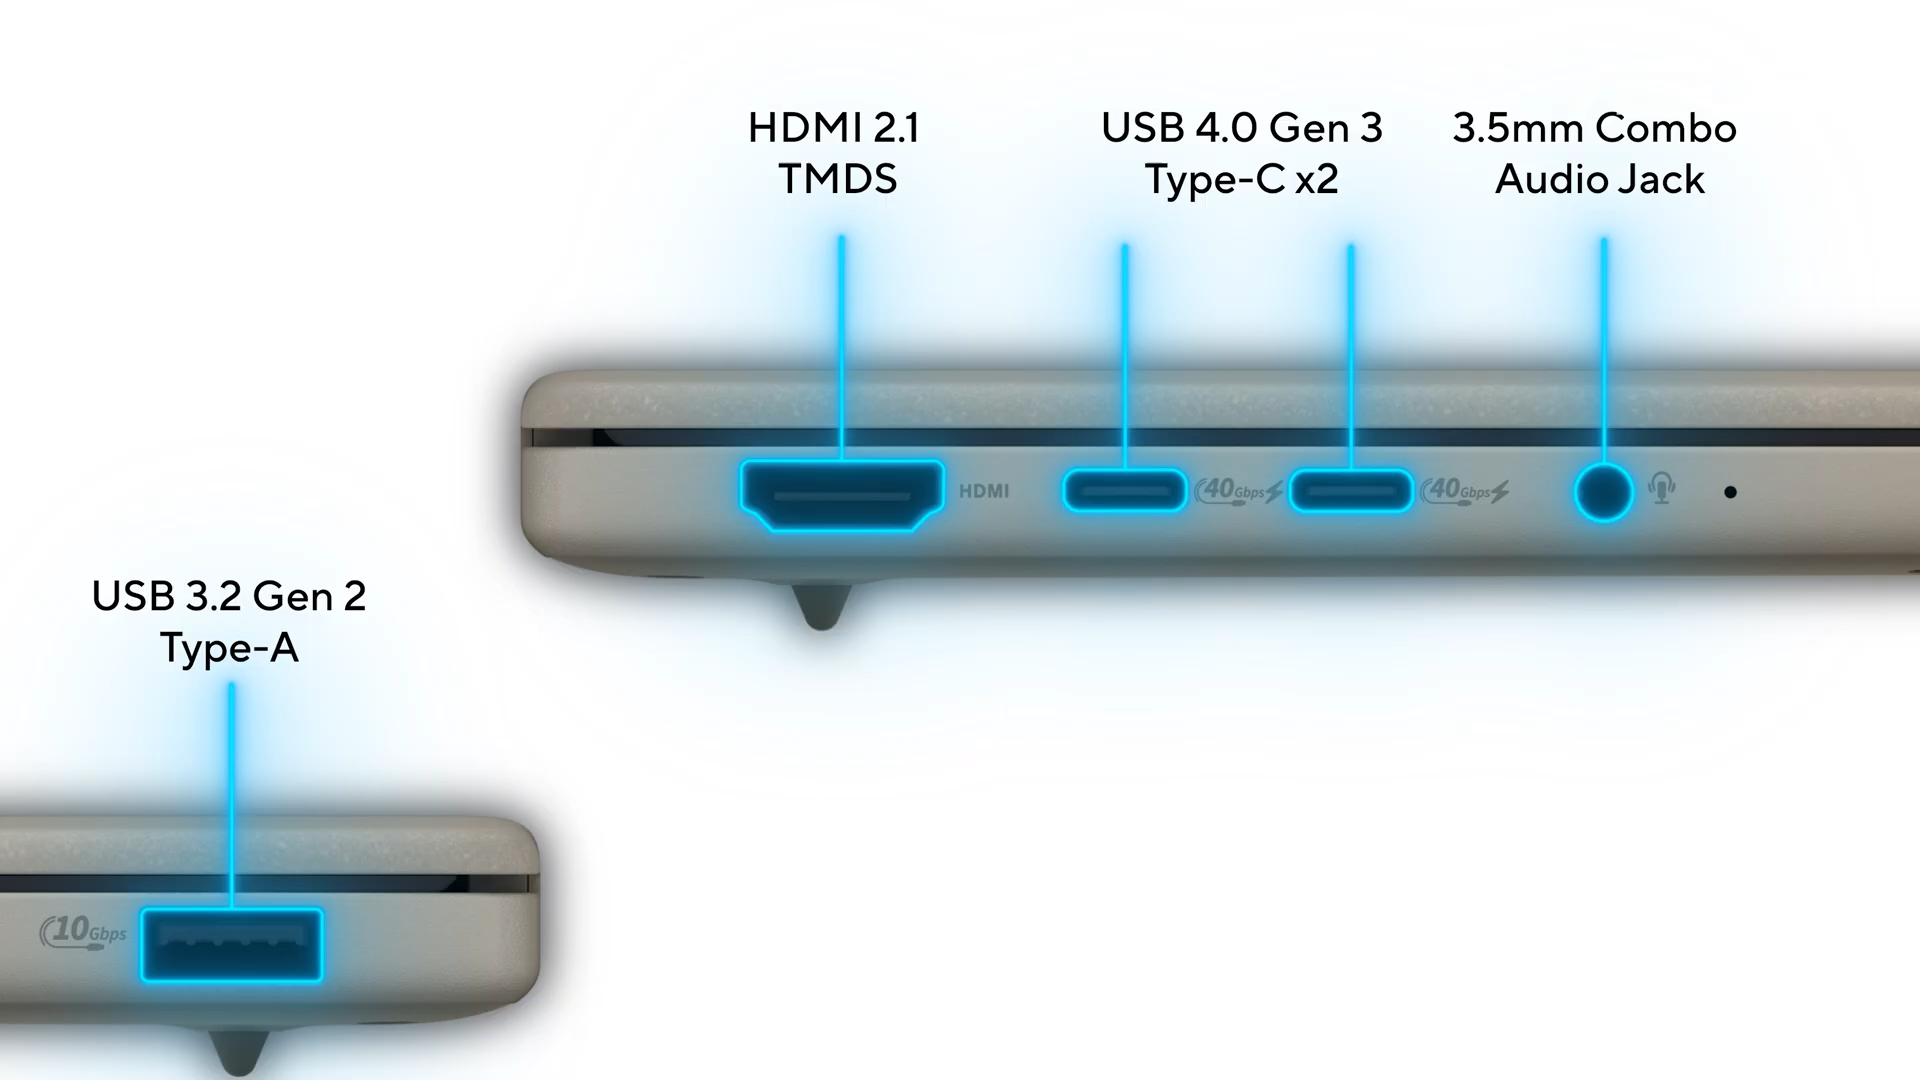 HDMI 2.1
TMDS
USB 4.0 Gen 3
Type-C x2
3.5mm Combo
Audio Jack
HDMI
40Gbps
40Gbps
USB 3.2 Gen 2
Type-A
10Gbps